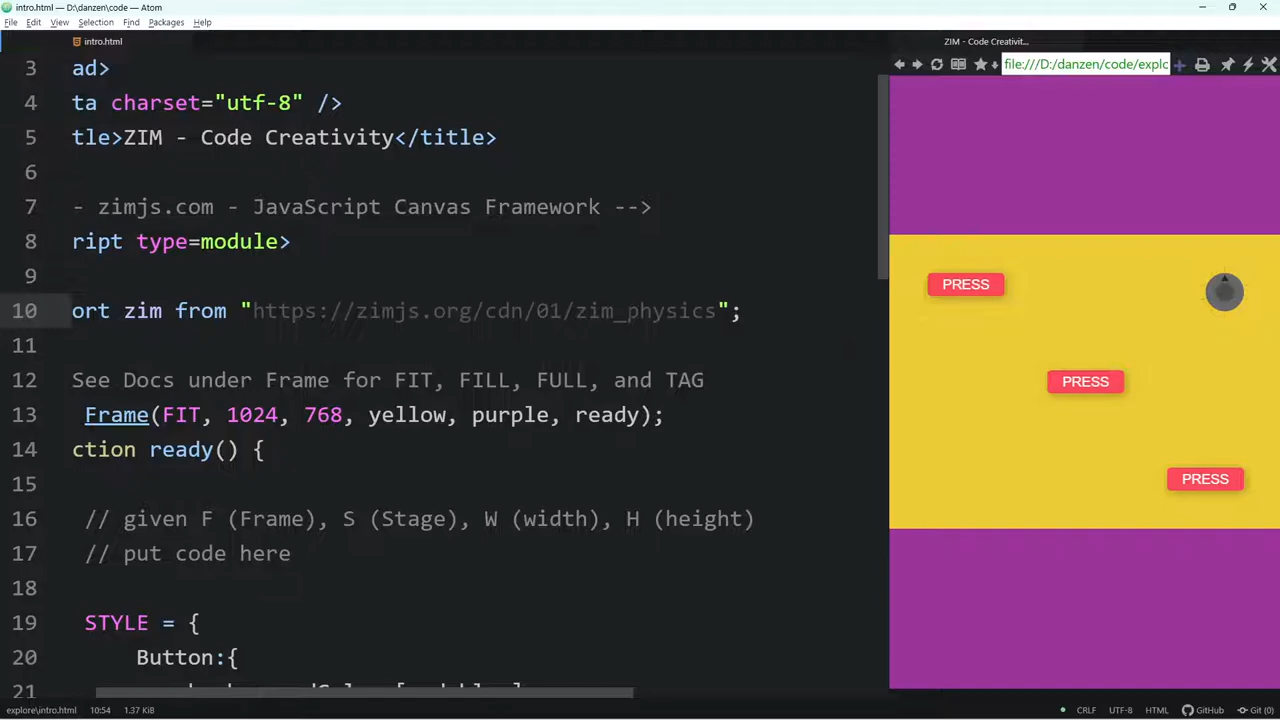 intro.html — D:\danzen\code — Atom
File Edit View Selection Find Packages Help
intro.html
ZIM - Code Creativit...
file:///D:/danzen/code/explc
3 ad>
4 ta charset="utf-8" />
5 tle>ZIM - Code Creativity</title>
6
7 - zimjs.com - JavaScript Canvas Framework -->
8 ript type=module>
9
10 ort zim from "https://zimjs.org/cdn/01/zim_physics";
11
12 See Docs under Frame for FIT, FILL, FULL, and TAG
13 Frame(FIT, 1024, 768, yellow, purple, ready);
14 ction ready() {
15
16 // given F (Frame), S (Stage), W (width), H (height)
17 // put code here
18
19 STYLE = {
20 Button:{
21
PRESS
PRESS
PRESS
explore\intro.html 10:54 1.37 KiB
CRLF UTF-8 HTML GitHub Git (0)